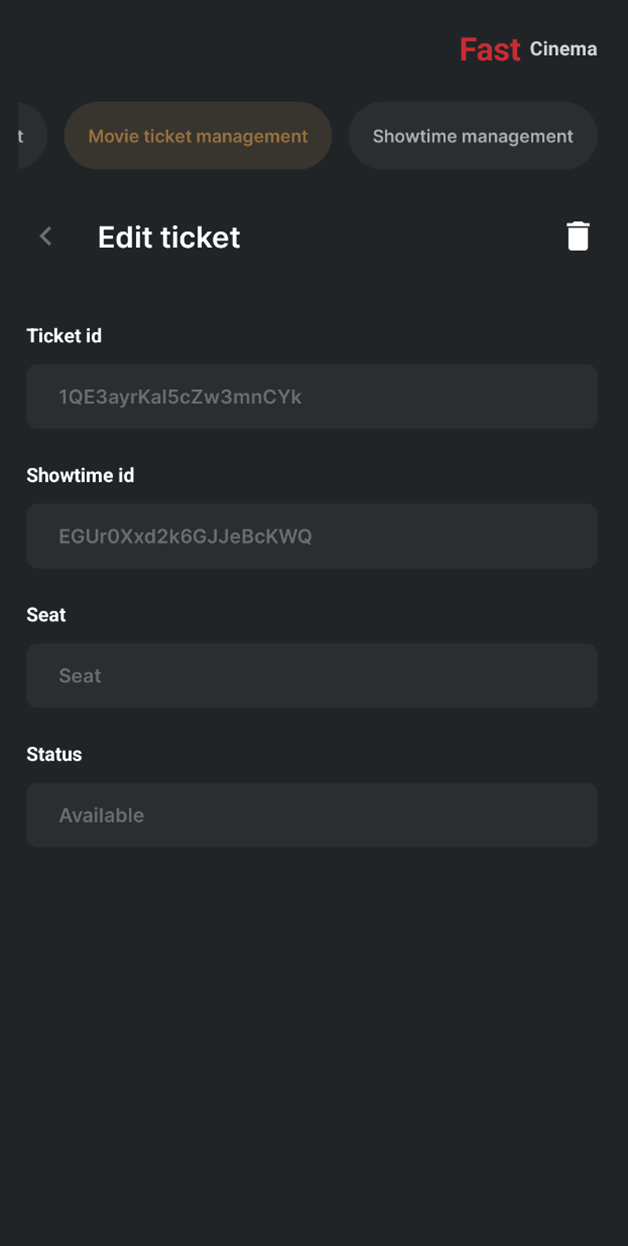 Fast Cinema
t
Movie ticket management
Showtime management
Edit ticket
Ticket id
1QE3ayrKal5cZw3mnCYk
Showtime id
EGUr0Xxd2k6GJJeBcKWQ
Seat
Seat
Status
Available